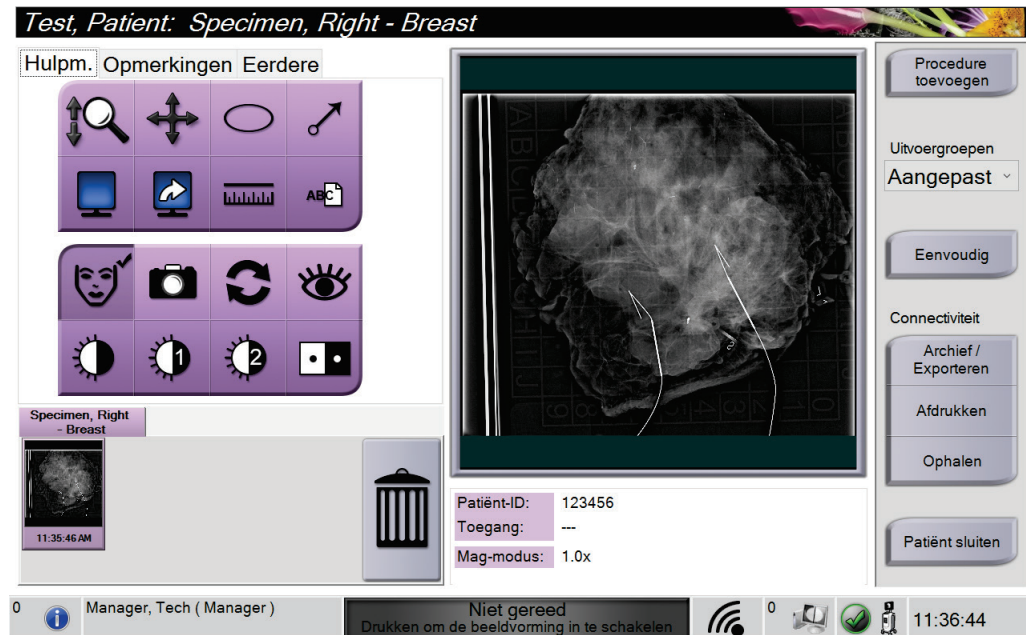 Test, Patient: Specimen, Right - Breast
Hulpm. Opmerkingen Eerdere
ABC
1
2
Procedure
toevoegen
Uitvoergroepen
Aangepast
Eenvoudig
Connectiviteit
Archief /
Exporteren
Afdrukken
Ophalen
Patiënt sluiten
Specimen, Right
- Breast
11:35:46 AM
Patiënt-ID: 123456
Toegang: ---
Mag-modus: 1.0x
0
Manager, Tech ( Manager )
Niet gereed
Drukken om de beeldvorming in te schakelen
0
11:36:44